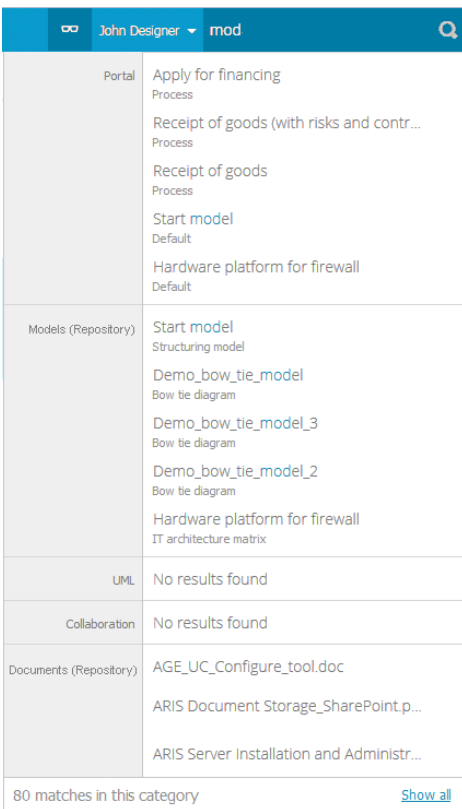 John Designer mod
Portal
Apply for financing
Process
Receipt of goods (with risks and contr...
Process
Receipt of goods
Process
Start model
Default
Hardware platform for firewall
Default
Models (Repository)
Start model
Structuring model
Demo_bow_tie_model
Bow tie diagram
Demo_bow_tie_model_3
Bow tie diagram
Demo_bow_tie_model_2
Bow tie diagram
Hardware platform for firewall
IT architecture matrix
UML
No results found
Collaboration
No results found
Documents (Repository)
AGE_UC_Configure_tool.doc
ARIS Document Storage_SharePoint.p...
ARIS Server Installation and Administr...
80 matches in this category
Show all